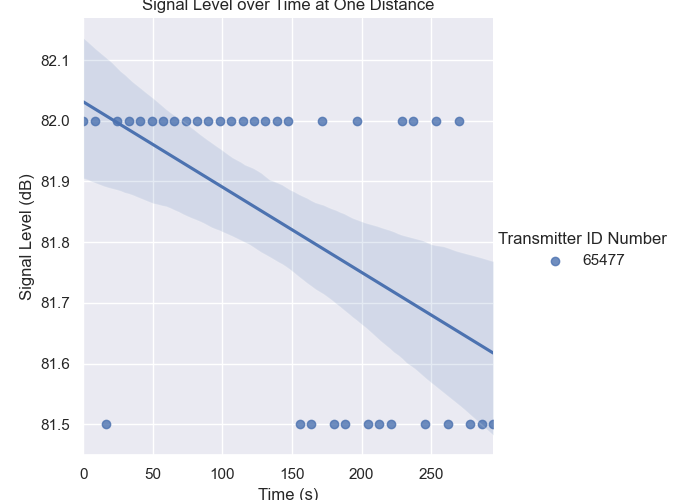 Signal Level over Time at One Distance
82.1
82.0
81.9
81.8
81.7
81.6
81.5
Signal Level (dB)
0 50 100 150 200 250
Time (s)
Transmitter ID Number
65477